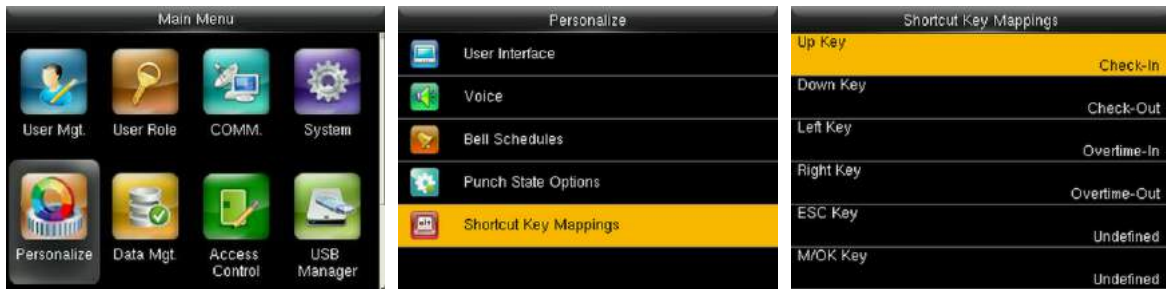 Main Menu
User Mgt.
User Role
COMM.
System
Personalize
Data Mgt.
Access
Control
USB
Manager
Personalize
User Interface
Voice
Bell Schedules
Punch State Options
Shortcut Key Mappings
Shortcut Key Mappings
Up Key
Check-In
Down Key
Check-Out
Left Key
Overtime-In
Right Key
Overtime-Out
ESC Key
Undefined
M/OK Key
Undefined